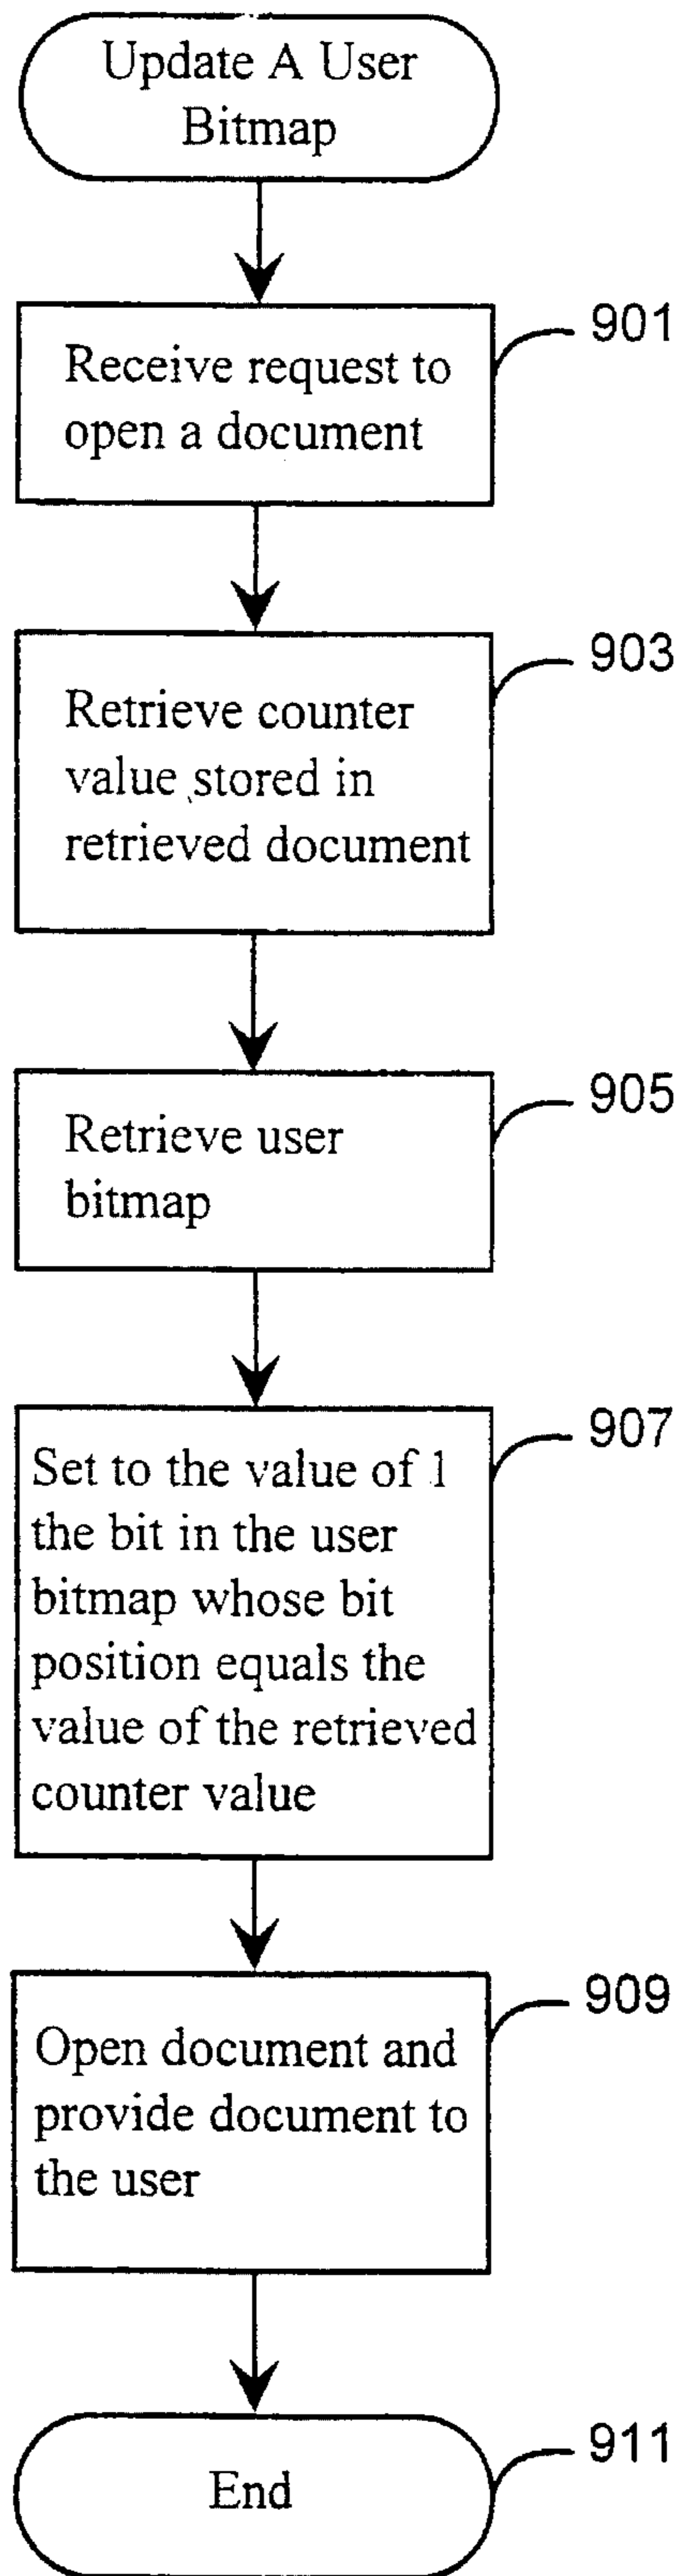 Update A User
Bitmap
901
Receive request to
open a document
903
Retrieve counter
value stored in
retrieved document
905
Retrieve user
bitmap
907
Set to the value of 1
the bit in the user
bitmap whose bit
position equals the
value of the retrieved
counter value
909
Open document and
provide document to
the user
911
End